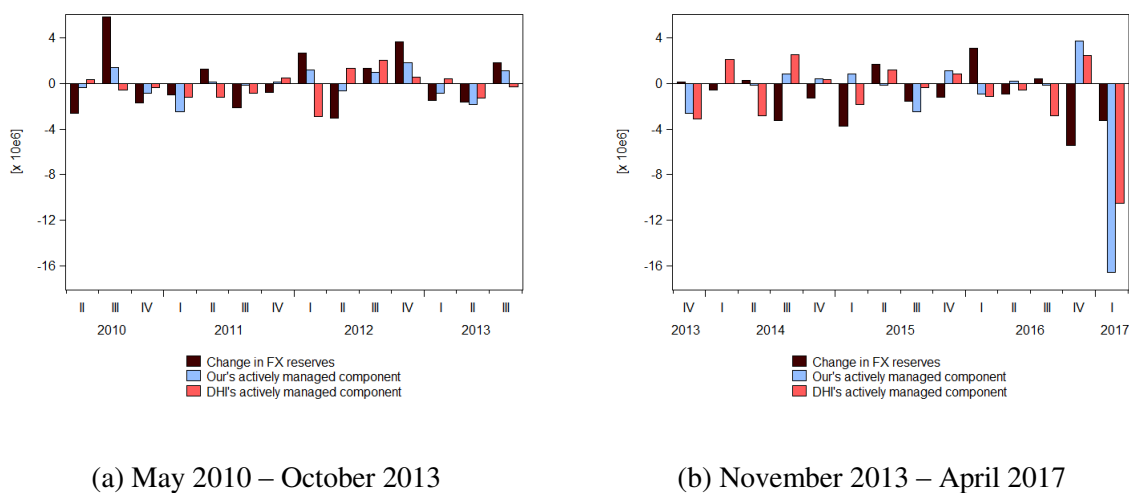 4
0
-4
-8
-12
-16
[x 10e6]
II III IV I II III IV I II III IV I II III
2010 2011 2012 2013
Change in FX reserves
Our's actively managed component
DHI's actively managed component
(a) May 2010 – October 2013
4
0
-4
-8
-12
-16
[x 10e6]
IV I II III IV I II III IV I II III IV I
2013 2014 2015 2016 2017
Change in FX reserves
Our's actively managed component
DHI's actively managed component
(b) November 2013 – April 2017